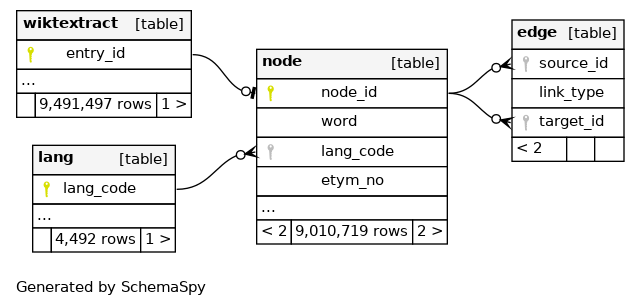 wiktextract [table]
entry_id
...
9,491,497 rows 1 >
lang [table]
lang_code
...
4,492 rows 1 >
node [table]
node_id
word
lang_code
etym_no
...
< 2 9,010,719 rows 2 >
edge [table]
source_id
link_type
target_id
< 2
Generated by SchemaSpy